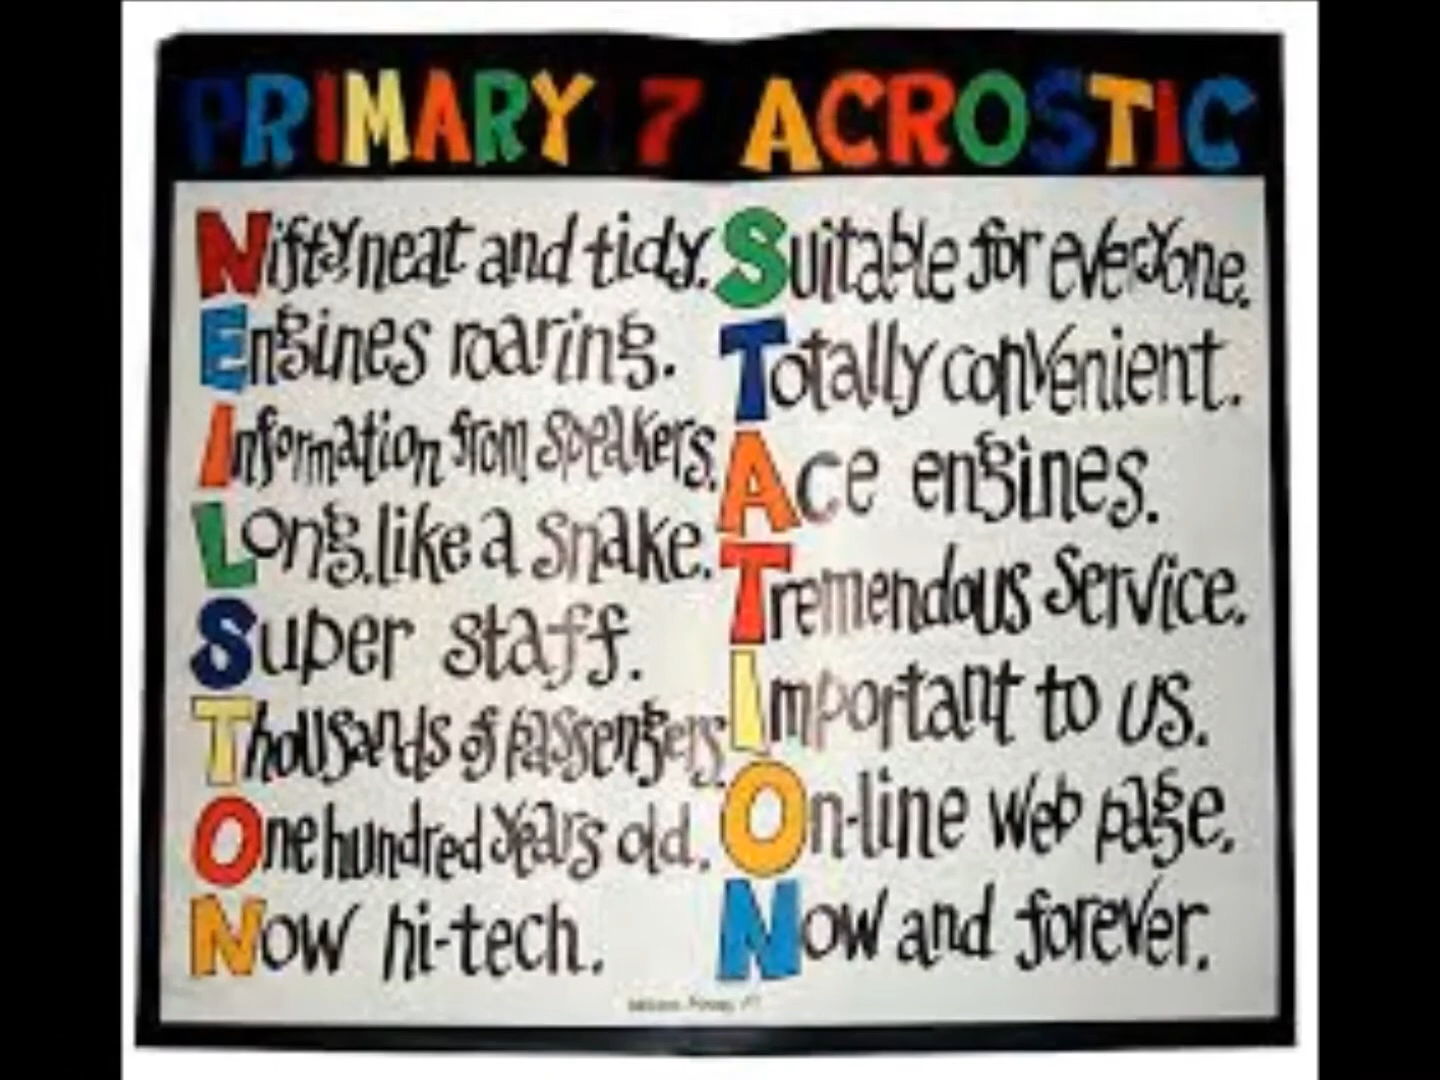 PRIMARY 7 ACROSTIC
Nifty, neat and tidy.
Engines roaring.
Information from speakers.
Long, like a snake.
Super staff.
Thousands of passengers.
One hundred years old.
Now hi-tech.
Suitable for everyone.
Totally convenient.
Ace engines.
Tremendous Service.
Important to us.
On-line web page.
Now and forever.